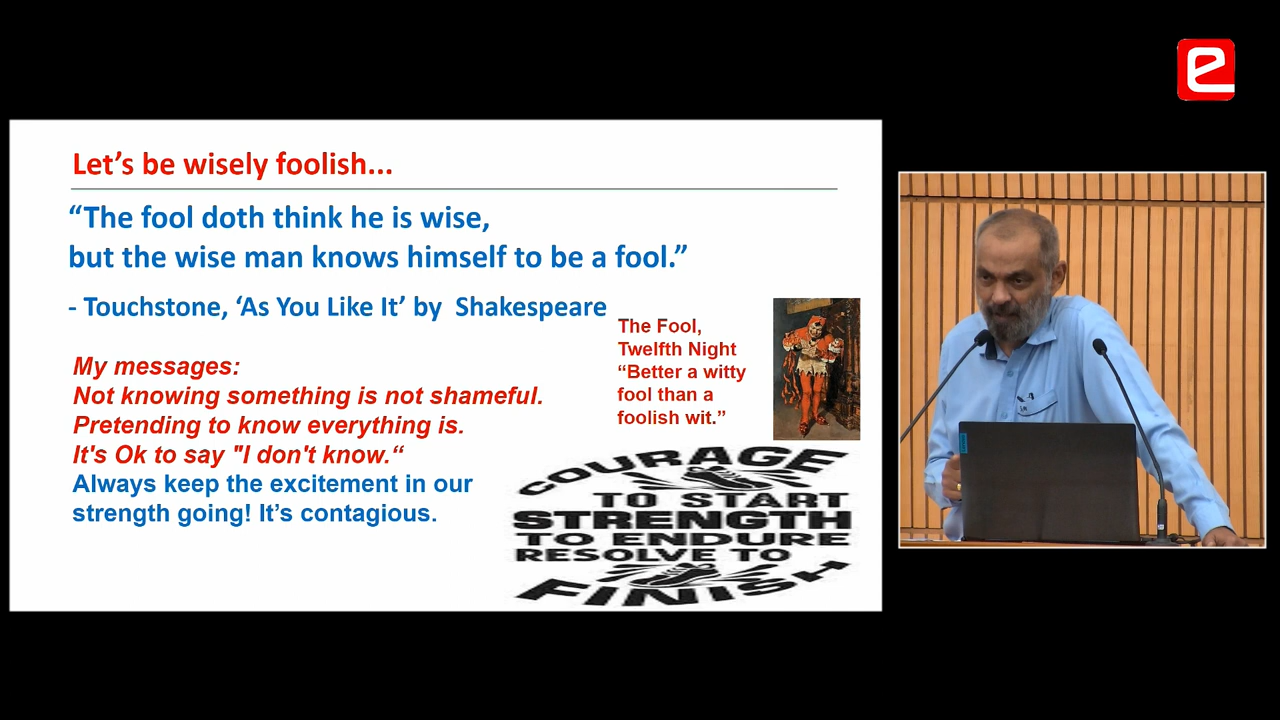 Let's be wisely foolish...
“The fool doth think he is wise,
but the wise man knows himself to be a fool.”
- Touchstone, ‘As You Like It’ by Shakespeare
The Fool,
Twelfth Night
“Better a witty
fool than a
foolish wit.”
My messages:
Not knowing something is not shameful.
Pretending to know everything is.
It's Ok to say "I don't know.“
Always keep the excitement in our
strength going! It’s contagious.
COURAGE
TO START
STRENGTH
TO ENDURE
RESOLVE TO
FINISH
e